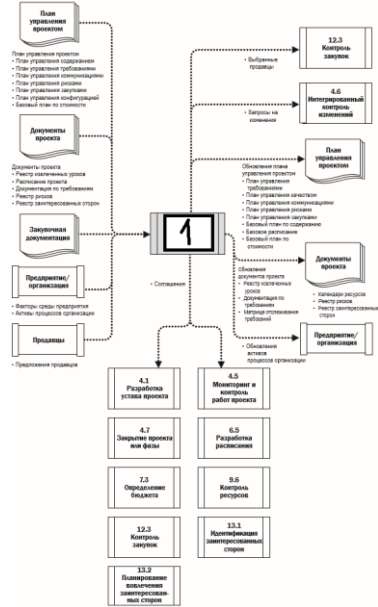 План
управления
проектом
План управления проектом
• План управления содержанием
• План управления требованиями
• План управления коммуникациями
• План управления рисками
• План управления закупками
• План управления конфигурацией
• Базовый план по стоимости
Документы
проекта
Документы проекта
• Реестр извлеченных уроков
• Расписание проекта
• Документация по требованиям
• Реестр рисков
• Реестр заинтересованных сторон
Закупочная
документация
Предприятие/
организация
• Факторы среды предприятия
• Активы процессов организации
Продавцы
• Предложения продавцов
1
• Соглашения
• Выбранные
продавцы
12.3
Контроль
закупок
• Запросы на
изменения
4.6
Интегрированный
контроль
изменений
Обновления плана
управления проектом
• План управления
требованиями
• План управления качеством
• План управления коммуникациями
• План управления рисками
• План управления закупками
• Базовый план по содержанию
• Базовое расписание
• Базовый план по
стоимости
План
управления
проектом
Обновления
документов проекта
• Реестр извлеченных
уроков
• Документация по
требованиям
• Матрица отслеживания
требований
Документы
проекта
• Календари ресурсов
• Реестр рисков
• Реестр заинтересованных
сторон
• Обновления
активов
процессов организации
Предприятие/
организация
4.1
Разработка
устава проекта
4.5
Мониторинг и
контроль
работ проекта
4.7
Закрытие проекта
или фазы
6.5
Разработка
расписания
7.3
Определение
бюджета
9.6
Контроль
ресурсов
12.3
Контроль
закупок
13.1
Идентификация
заинтересованных
сторон
13.2
Планирование
вовлечения
заинтересован-
ных сторон